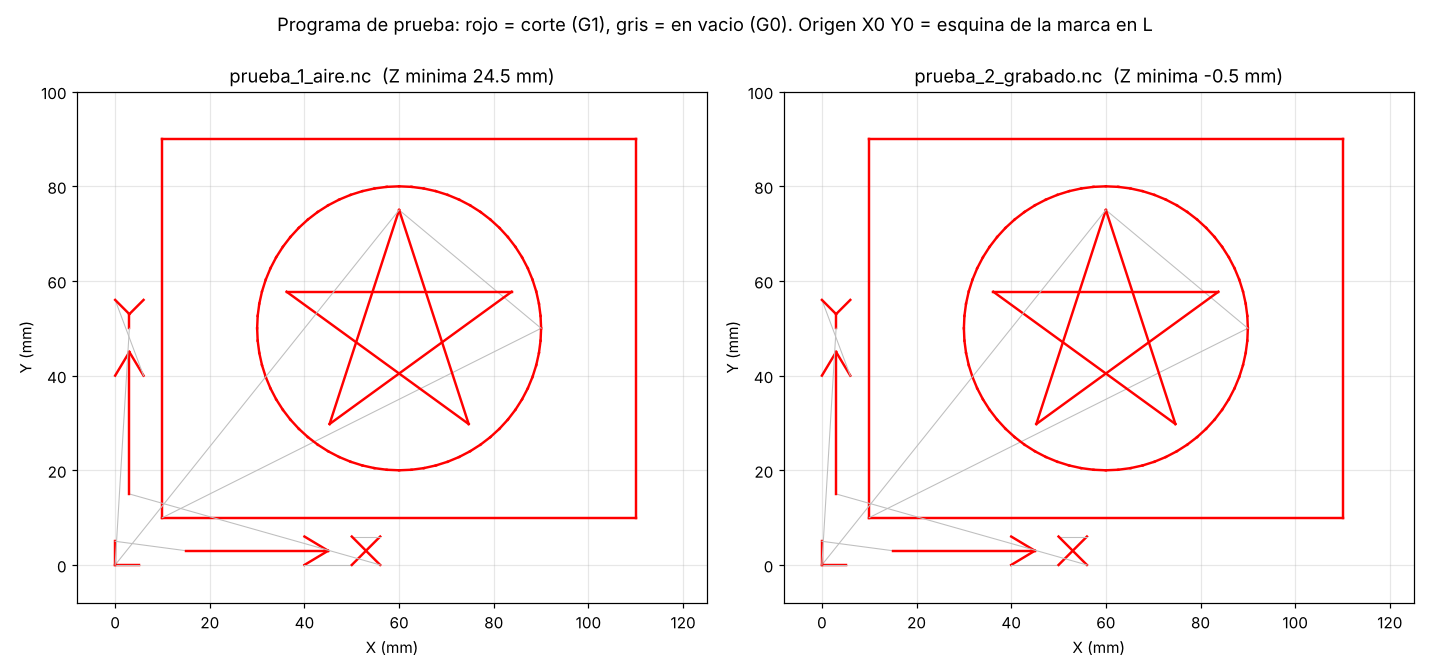 Programa de prueba: rojo = corte (G1), gris = en vacio (G0). Origen X0 Y0 = esquina de la marca en L
prueba_1_aire.nc  (Z minima 24.5 mm)
100
80
60
40
20
0
Y (mm)
Y
X
0
20
40
60
80
100
120
X (mm)
prueba_2_grabado.nc  (Z minima -0.5 mm)
100
80
60
40
20
0
Y (mm)
Y
X
0
20
40
60
80
100
120
X (mm)